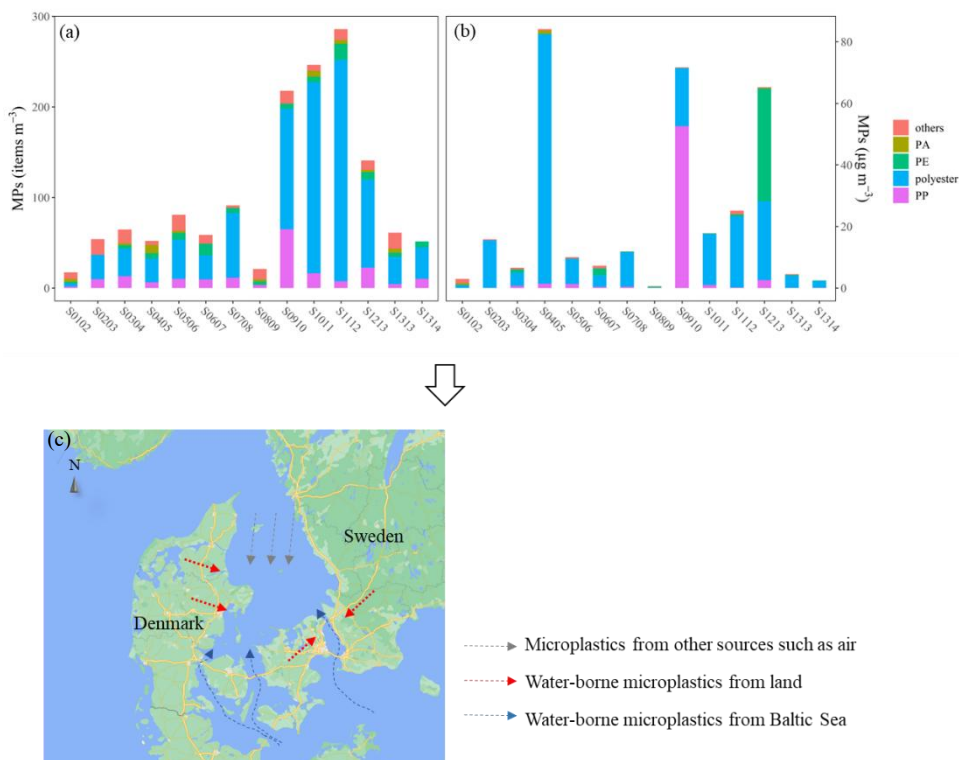 (a)
MPs (items m⁻³)
300
200
100
0
S0102
S0203
S0304
S0405
S0506
S0607
S0708
S0809
S0910
S1011
S1112
S1213
S1313
S1314
(b)
MPs (µg m⁻³)
80
60
40
20
0
S0102
S0203
S0304
S0405
S0506
S0607
S0708
S0809
S0910
S1011
S1112
S1213
S1313
S1314
others
PA
PE
polyester
PP
(c)
N
Sweden
Denmark
Microplastics from other sources such as air
Water-borne microplastics from land
Water-borne microplastics from Baltic Sea